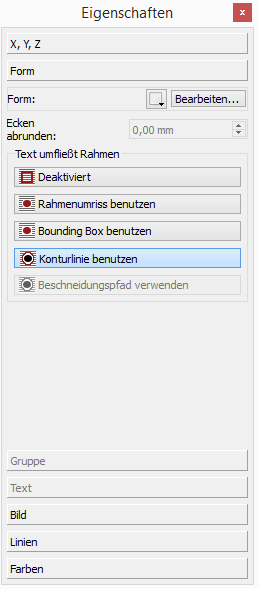 Eigenschaften
x
X, Y, Z
Form
Form: Bearbeiten...
Ecken
abrunden: 0,00 mm
Text umfließt Rahmen
Deaktiviert
Rahmenumriss benutzen
Bounding Box benutzen
Konturlinie benutzen
Beschneidungspfad verwenden
Gruppe
Text
Bild
Linien
Farben